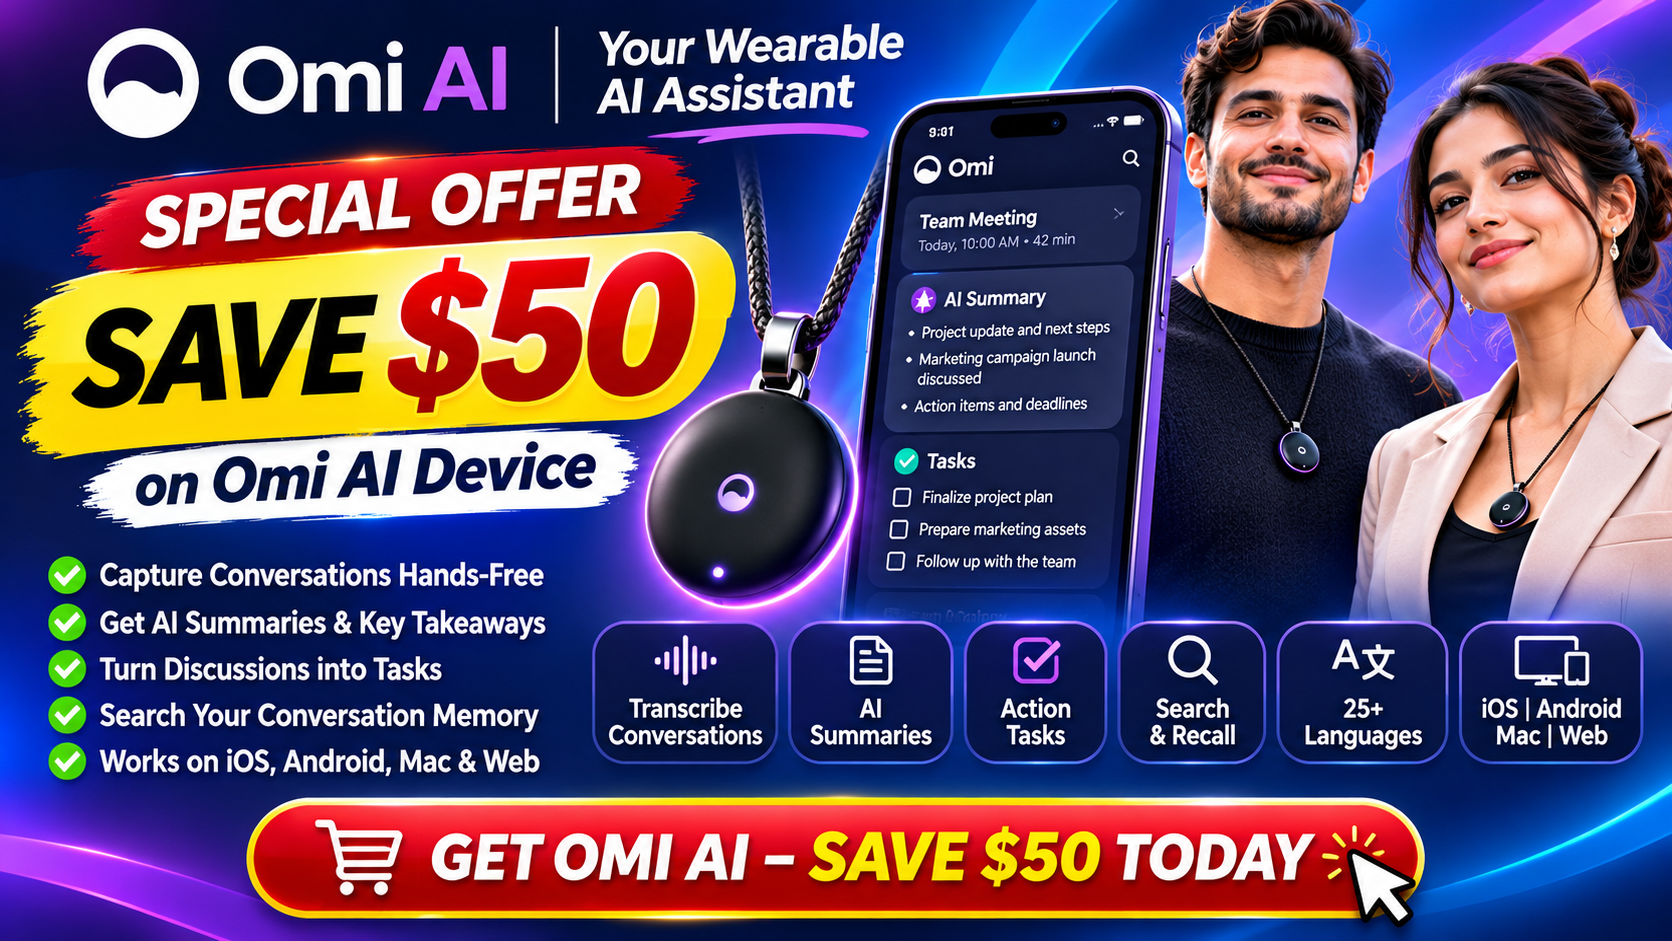 Omi AI
Your Wearable
AI Assistant
SPECIAL OFFER
SAVE $50
on Omi AI Device
Capture Conversations Hands-Free
Get AI Summaries & Key Takeaways
Turn Discussions into Tasks
Search Your Conversation Memory
Works on iOS, Android, Mac & Web
9:01
Omi
Team Meeting
Today, 10:00 AM • 42 min
AI Summary
• Project update and next steps
• Marketing campaign launch
discussed
• Action items and deadlines
Tasks
Finalize project plan
Prepare marketing assets
Follow up with the team
Transcribe
Conversations
AI
Summaries
Action
Tasks
Search
& Recall
A文
25+
Languages
iOS | Android
Mac | Web
GET OMI AI – SAVE $50 TODAY